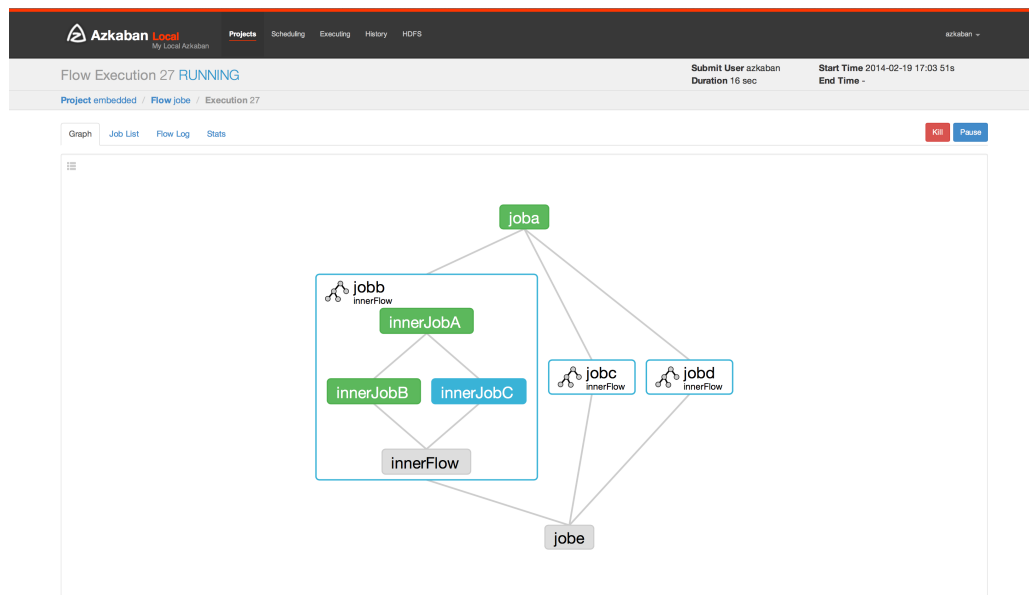 Azkaban Local
My Local Azkaban
Projects Scheduling Executing History HDFS
azkaban
Flow Execution 27 RUNNING
Submit User azkaban
Duration 16 sec
Start Time 2014-02-19 17:03 51s
End Time -
Project embedded / Flow jobe / Execution 27
Graph Job List Flow Log Stats
Kill Pause
joba
jobb
innerFlow
innerJobA
jobc
innerFlow
jobd
innerFlow
innerJobB innerJobC
innerFlow
jobe